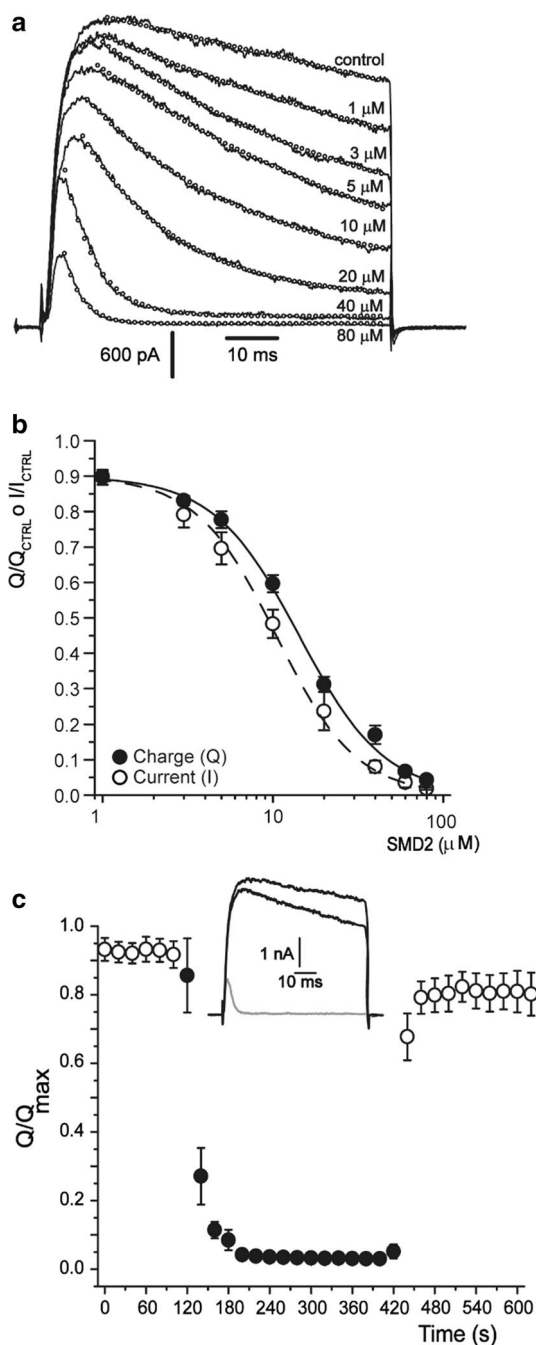 a
control
1 μM
3 μM
5 μM
10 μM
20 μM
40 μM
80 μM
600 pA
10 ms
b
Q/Q_CTRL o I/I_CTRL
1.0
0.9
0.8
0.7
0.6
0.5
0.4
0.3
0.2
0.1
0.0
Charge (Q)
Current (I)
1
10
100
SMD2 (μM)
c
1 nA
10 ms
Q/Qmax
1.0
0.8
0.6
0.4
0.2
0.0
0
60
120
180
240
300
360
420
480
540
600
Time (s)